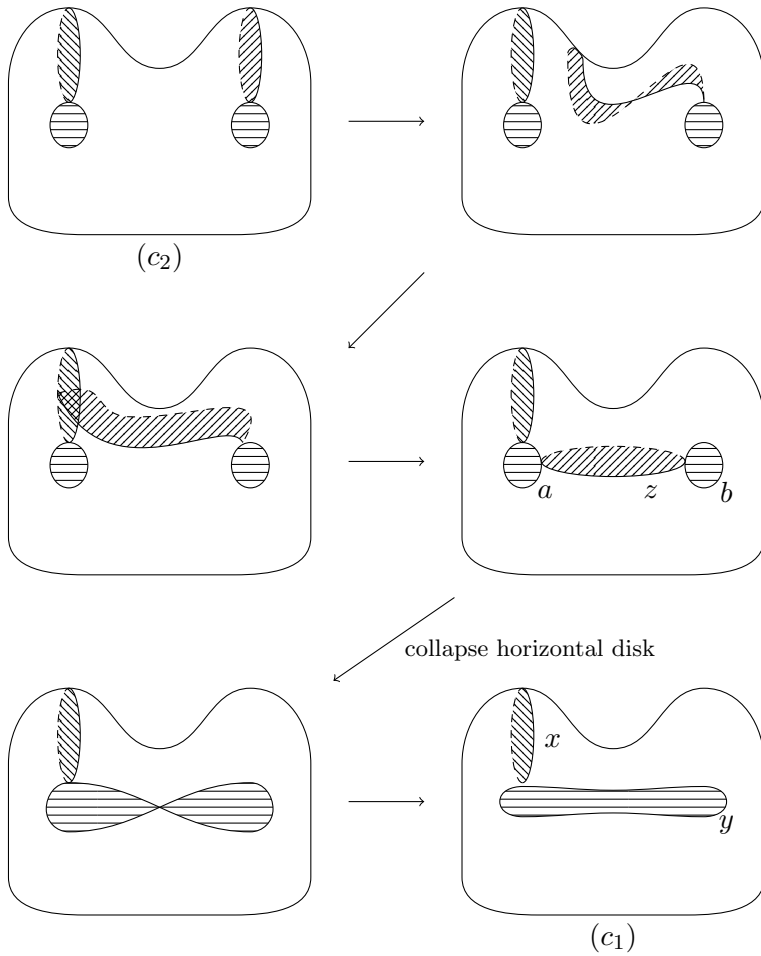 (c₂)
a z b
collapse horizontal disk
x
y
(c₁)